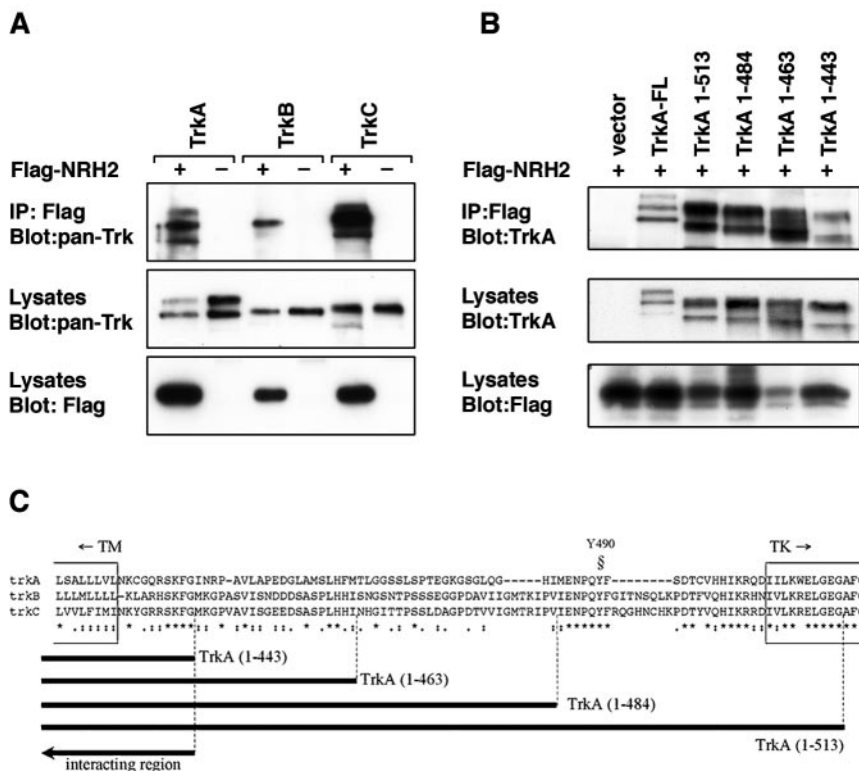 A
TrkA TrkB TrkC
Flag-NRH2 + − + − + −
IP: Flag
Blot:pan-Trk
Lysates
Blot:pan-Trk
Lysates
Blot: Flag
B
vector TrkA-FL TrkA 1-513 TrkA 1-484 TrkA 1-463 TrkA 1-443
Flag-NRH2 + + + + + +
IP:Flag
Blot:TrkA
Lysates
Blot:TrkA
Lysates
Blot:Flag
C
← TM Y490 TK →
§
trkA LSALLLVLNKCGQRSKFGINRP-AVLAPEDGLAMSLHFMTLGGSSLSPTEGKGSGLQG-----HIMENPQYF--------SDTCVHHIKRQDIILKWELGEGAFG
trkB LLLMLLLL-KLARHSKFGMKGPASVISNDDDSASPLHHISNGSNTPSSSEGGPDAVIIGMTKIPVIENPQYFGITNSQLKPDTFVQHIKRHNIVLKRELGEGAFG
trkC LVVLFIMINKYGRRSKFGMKGPVAVISGEEDSASPLHHINHGITTPSSLDAGPDTVVIGMTRIPVIENPQYFRQGHNCHKPDTYVQHIKRRDIVLKRELGEGAFG
TrkA (1-443)
TrkA (1-463)
TrkA (1-484)
TrkA (1-513)
interacting region